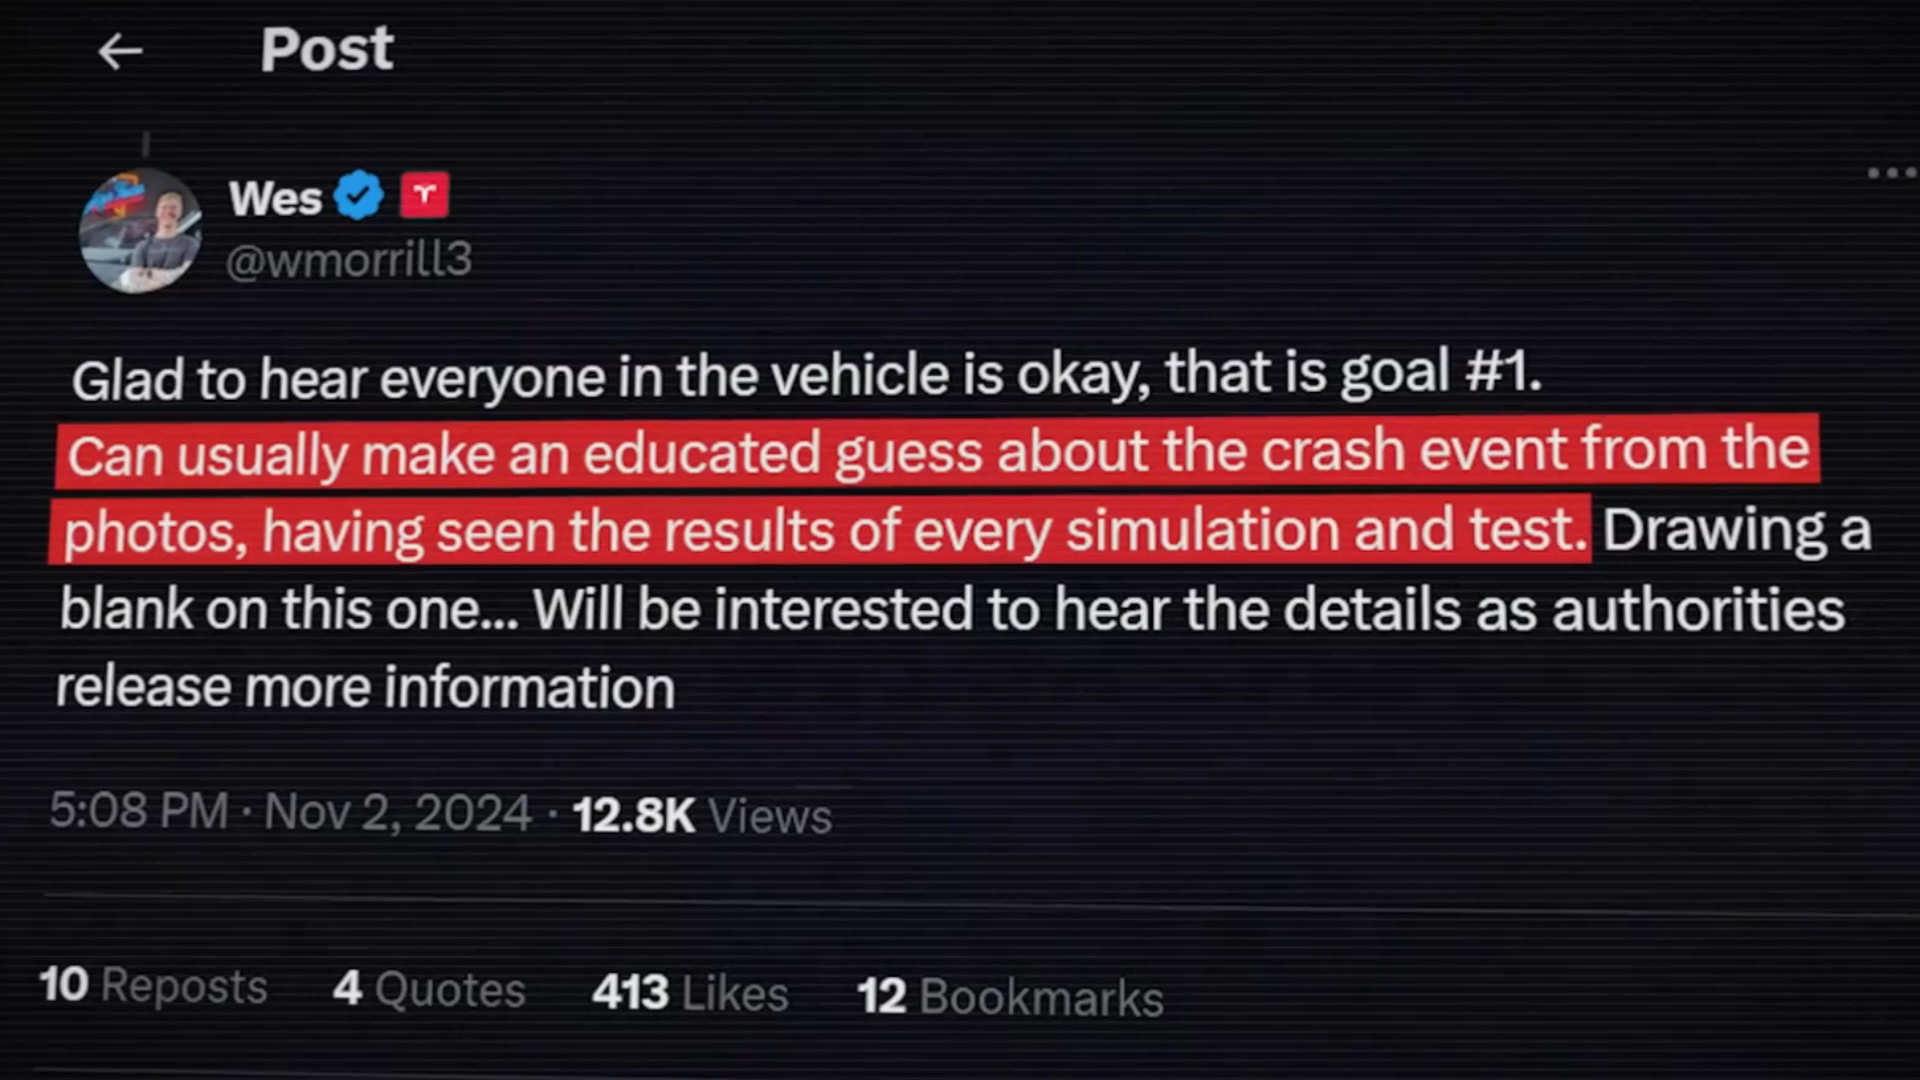 Post
Wes
@wmorrill3
Glad to hear everyone in the vehicle is okay, that is goal #1.
Can usually make an educated guess about the crash event from the
photos, having seen the results of every simulation and test. Drawing a
blank on this one... Will be interested to hear the details as authorities
release more information
5:08 PM · Nov 2, 2024 · 12.8K Views
10 Reposts 4 Quotes 413 Likes 12 Bookmarks